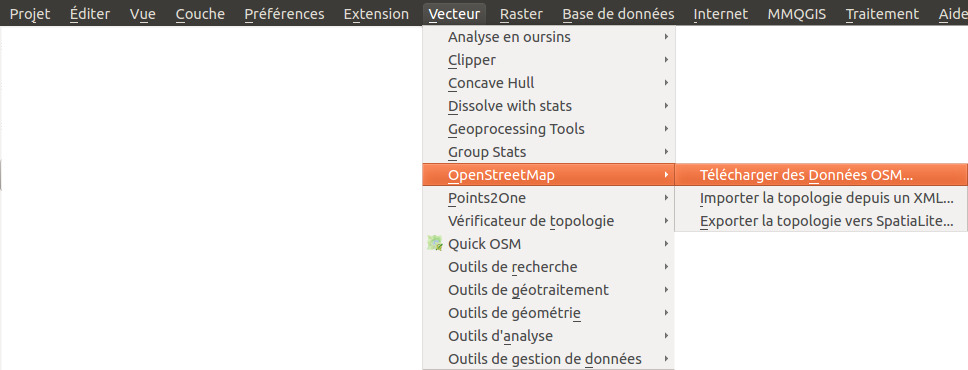 Projet Éditer Vue Couche Préférences Extension Vecteur Raster Base de données Internet MMQGIS Traitement Aide
Analyse en oursins
Clipper
Concave Hull
Dissolve with stats
Geoprocessing Tools
Group Stats
OpenStreetMap Télécharger des Données OSM...
Points2One Importer la topologie depuis un XML...
Vérificateur de topologie Exporter la topologie vers SpatiaLite...
Quick OSM
Outils de recherche
Outils de géotraitement
Outils de géométrie
Outils d'analyse
Outils de gestion de données